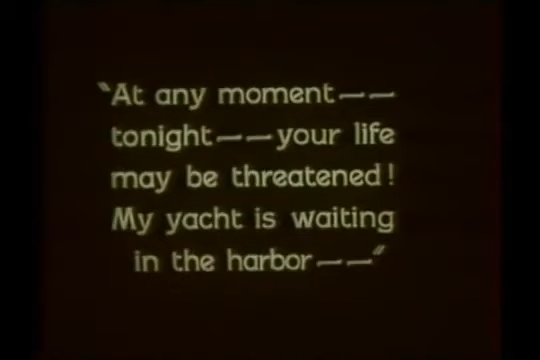 “At any moment——
tonight——your life
may be threatened!
My yacht is waiting
in the harbor——”